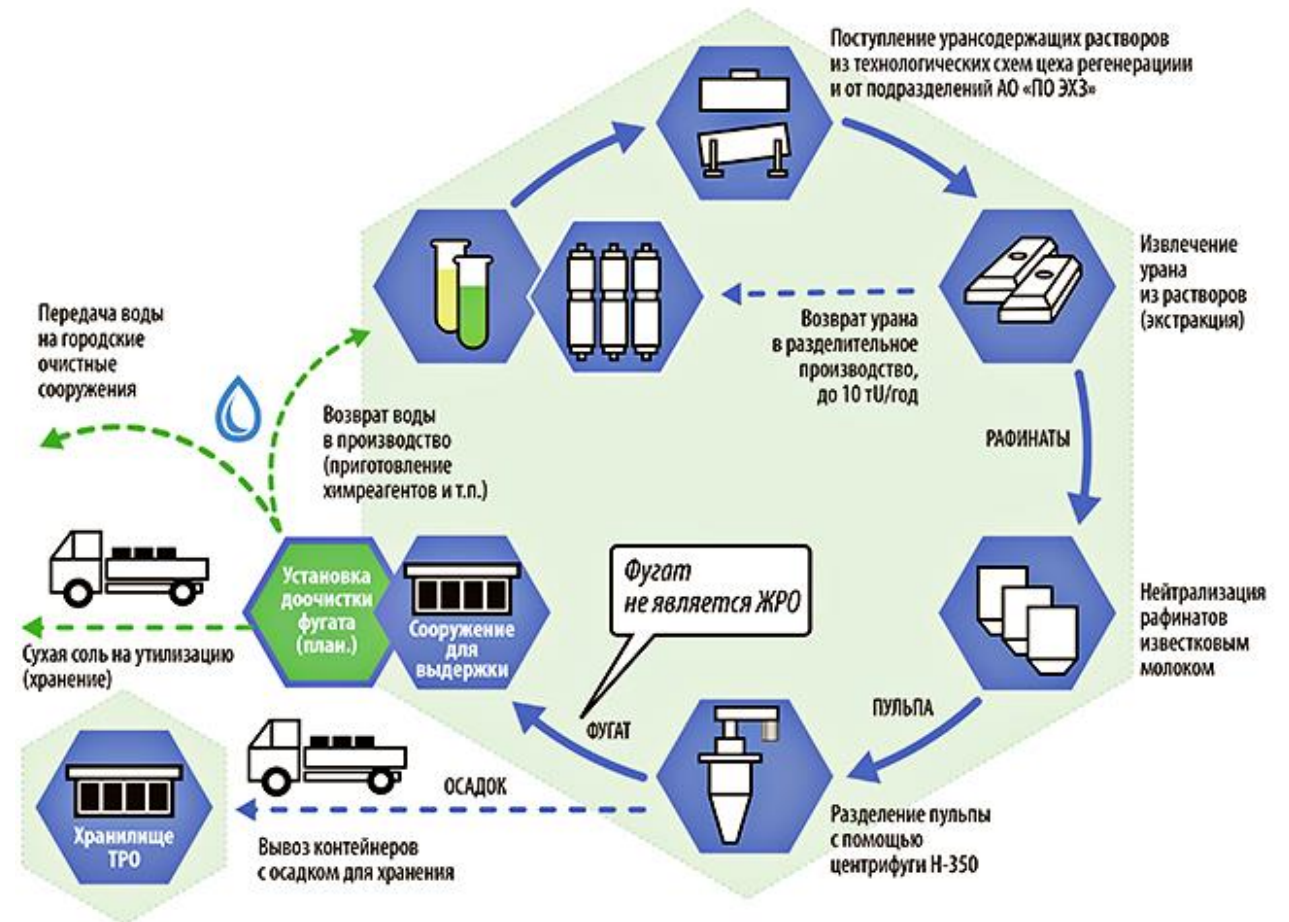 Поступление урансодержащих растворов
из технологических схем цеха регенерациии
и от подразделений АО «ПО ЭХЗ»
Извлечение
урана
из растворов
(экстракция)
Возврат урана
в разделительное
производство,
до 10 тU/год
Передача воды
на городские
очистные
сооружения
Возврат воды
в производство
(приготовление
химреагентов и т.п.)
РАФИНАТЫ
Фугат
не является ЖРО
Установка
доочистки
фугата
(план.)
Сооружение
для
выдержки
Нейтрализация
рафинатов
известковым
молоком
Сухая соль на утилизацию
(хранение)
ПУЛЬПА
ФУГАТ
ОСАДОК
Хранилище
ТРО
Вывоз контейнеров
с осадком для хранения
Разделение пульпы
с помощью
центрифуги Н-350